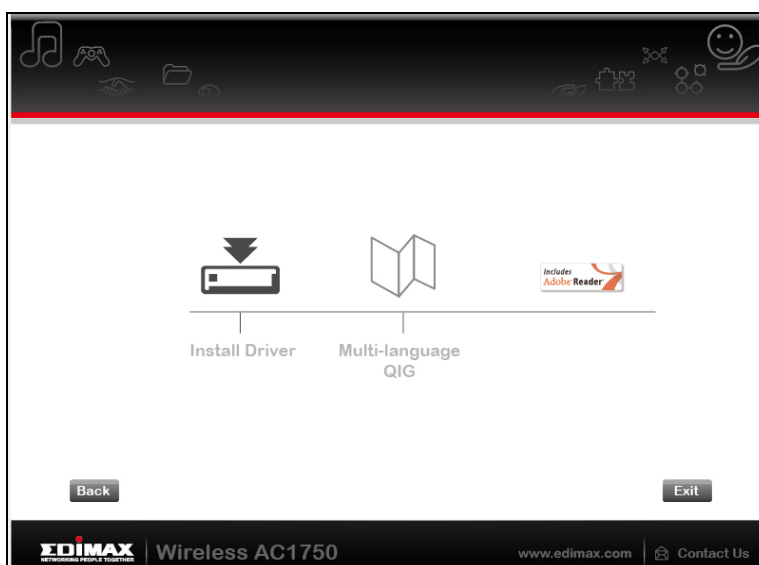 Includes
Adobe Reader
Install Driver
Multi-language
QIG
Back
Exit
EDIMAX
NETWORKING PEOPLE TOGETHER
Wireless AC1750
www.edimax.com
Contact Us